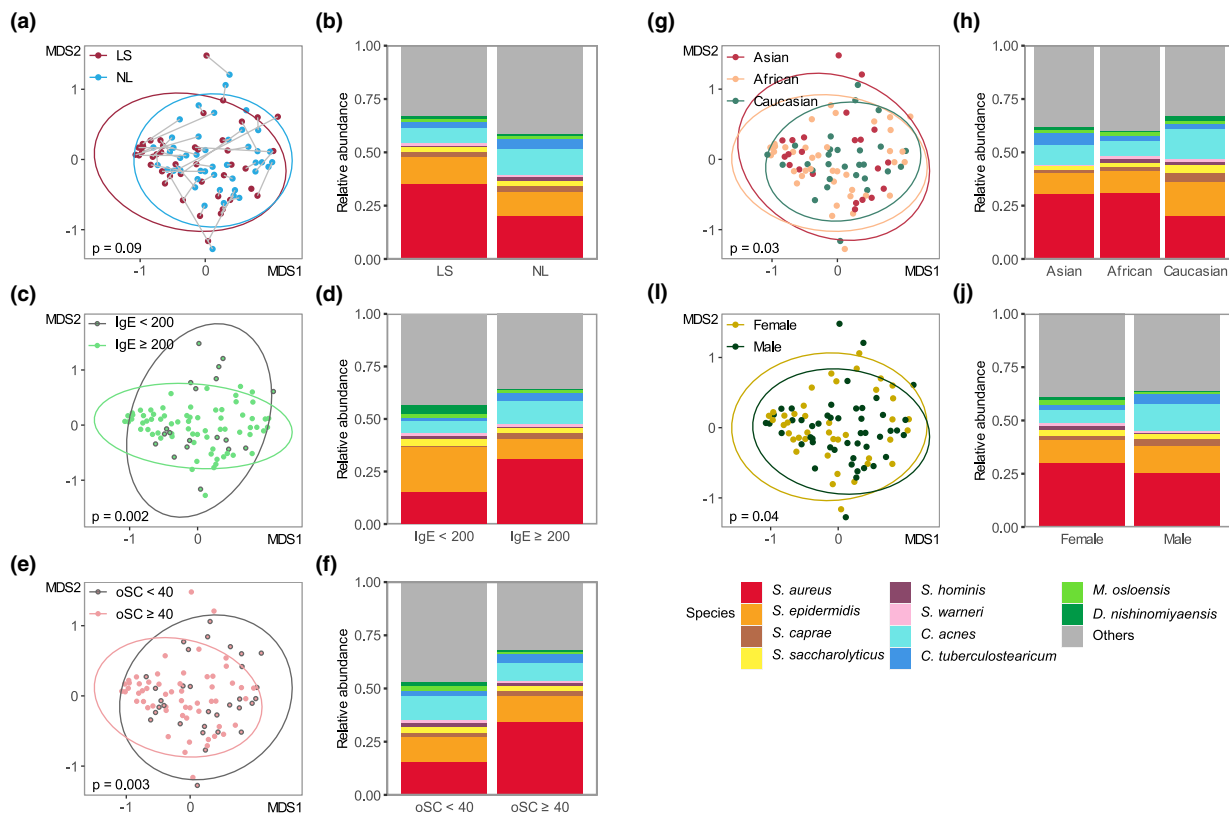 (a)
MDS2
LS
NL
1
0
-1
p = 0.09
-1
0
MDS1
(b)
Relative abundance
1.00
0.75
0.50
0.25
0.00
LS
NL
(g)
MDS2
Asian
African
Caucasian
1
0
-1
p = 0.03
-1
0
MDS1
(h)
Relative abundance
1.00
0.75
0.50
0.25
0.00
Asian
African
Caucasian
(c)
MDS2
IgE < 200
IgE ≥ 200
1
0
-1
p = 0.002
-1
0
MDS1
(d)
Relative abundance
1.00
0.75
0.50
0.25
0.00
IgE < 200
IgE ≥ 200
(I)
MDS2
Female
Male
1
0
-1
p = 0.04
-1
0
MDS1
(j)
Relative abundance
1.00
0.75
0.50
0.25
0.00
Female
Male
(e)
MDS2
oSC < 40
oSC ≥ 40
1
0
-1
p = 0.003
-1
0
1
MDS1
(f)
Relative abundance
1.00
0.75
0.50
0.25
0.00
oSC < 40
oSC ≥ 40
Species
S. aureus
S. epidermidis
S. caprae
S. saccharolyticus
S. hominis
S. warneri
C. acnes
C. tuberculostearicum
M. osloensis
D. nishinomiyaensis
Others